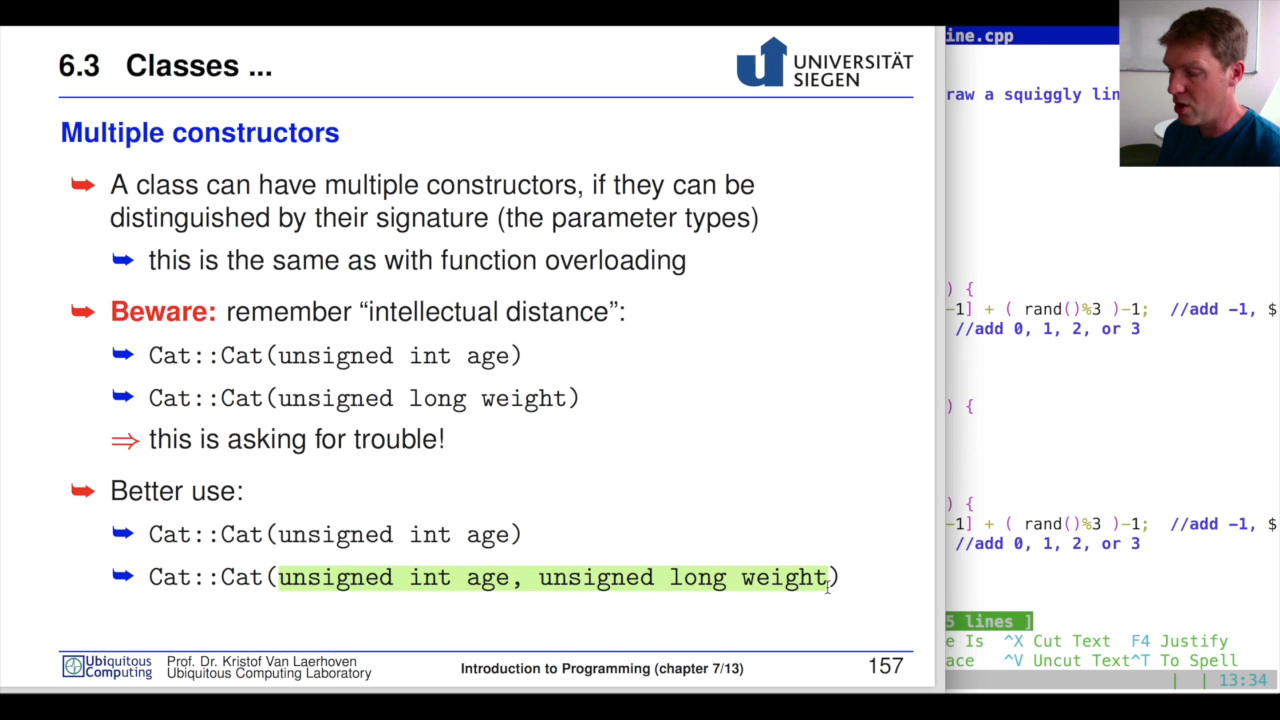 6.3 Classes ...
UNIVERSITÄT
SIEGEN
Multiple constructors
A class can have multiple constructors, if they can be
distinguished by their signature (the parameter types)
this is the same as with function overloading
Beware: remember “intellectual distance”:
Cat::Cat(unsigned int age)
Cat::Cat(unsigned long weight)
⇒ this is asking for trouble!
Better use:
Cat::Cat(unsigned int age)
Cat::Cat(unsigned int age, unsigned long weight)
Ubiquitous
Computing
Prof. Dr. Kristof Van Laerhoven
Ubiquitous Computing Laboratory
Introduction to Programming (chapter 7/13)
157
ine.cpp
raw a squiggly lin
) {
-1] + ( rand()%3 )-1; //add -1, $
//add 0, 1, 2, or 3
) {
) {
-1] + ( rand()%3 )-1; //add -1, $
//add 0, 1, 2, or 3
5 lines ]
e Is ^X Cut Text F4 Justify
ace ^V Uncut Text ^T To Spell
| | 13:34